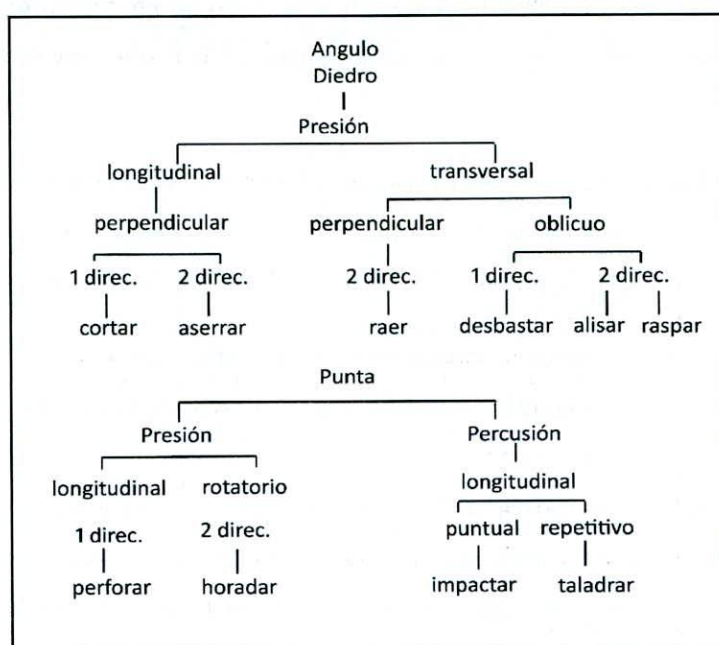 Angulo
Diedro
Presión
longitudinal transversal
perpendicular perpendicular oblicuo
1 direc. 2 direc. 2 direc. 1 direc. 2 direc.
cortar aserrar raer desbastar alisar raspar
Punta
Presión Percusión
longitudinal rotatorio longitudinal
1 direc. 2 direc. puntual repetitivo
perforar horadar impactar taladrar